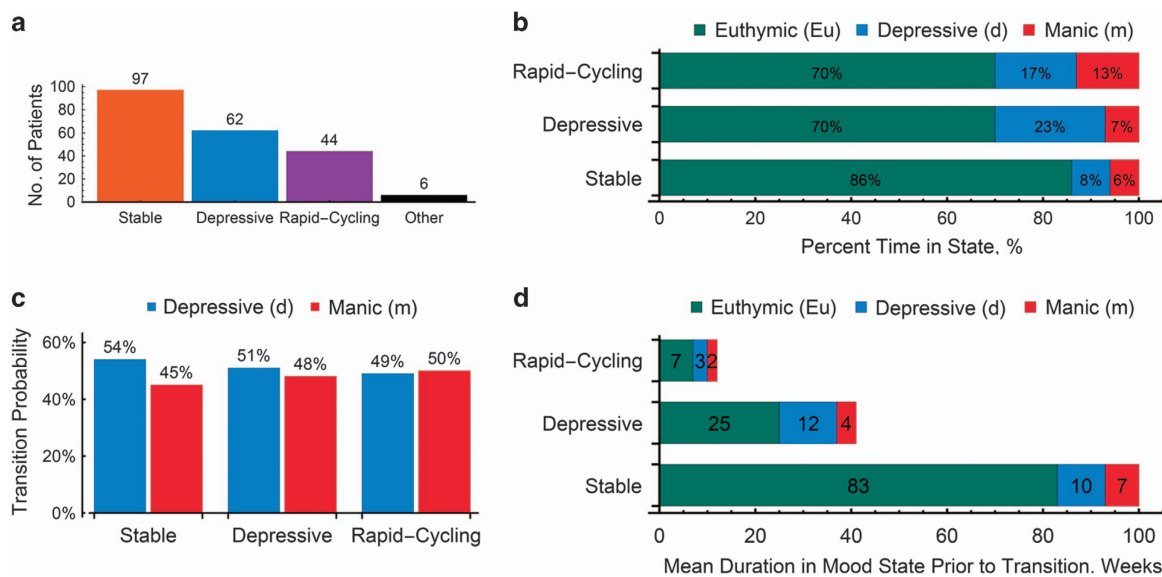 a
No. of Patients
100
80
60
40
20
0
97
62
44
6
Stable Depressive Rapid–Cycling Other
b
Euthymic (Eu) Depressive (d) Manic (m)
Rapid–Cycling 70% 17% 13%
Depressive 70% 23% 7%
Stable 86% 8% 6%
0 20 40 60 80 100
Percent Time in State, %
c
Depressive (d) Manic (m)
Transition Probability
60%
40%
20%
0%
54% 45% 51% 48% 49% 50%
Stable Depressive Rapid–Cycling
d
Euthymic (Eu) Depressive (d) Manic (m)
Rapid–Cycling 7 3 2
Depressive 25 12 4
Stable 83 10 7
0 20 40 60 80 100
Mean Duration in Mood State Prior to Transition, Weeks